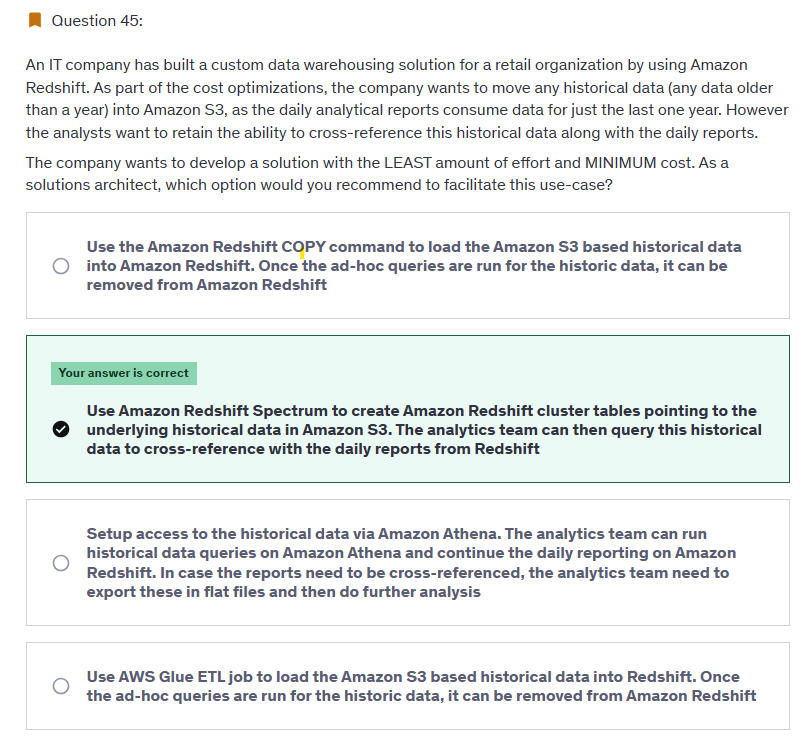 Question 45:
An IT company has built a custom data warehousing solution for a retail organization by using Amazon
Redshift. As part of the cost optimizations, the company wants to move any historical data (any data older
than a year) into Amazon S3, as the daily analytical reports consume data for just the last one year. However
the analysts want to retain the ability to cross-reference this historical data along with the daily reports.
The company wants to develop a solution with the LEAST amount of effort and MINIMUM cost. As a
solutions architect, which option would you recommend to facilitate this use-case?
Use the Amazon Redshift COPY command to load the Amazon S3 based historical data
into Amazon Redshift. Once the ad-hoc queries are run for the historic data, it can be
removed from Amazon Redshift
Your answer is correct
Use Amazon Redshift Spectrum to create Amazon Redshift cluster tables pointing to the
underlying historical data in Amazon S3. The analytics team can then query this historical
data to cross-reference with the daily reports from Redshift
Setup access to the historical data via Amazon Athena. The analytics team can run
historical data queries on Amazon Athena and continue the daily reporting on Amazon
Redshift. In case the reports need to be cross-referenced, the analytics team need to
export these in flat files and then do further analysis
Use AWS Glue ETL job to load the Amazon S3 based historical data into Redshift. Once
the ad-hoc queries are run for the historic data, it can be removed from Amazon Redshift